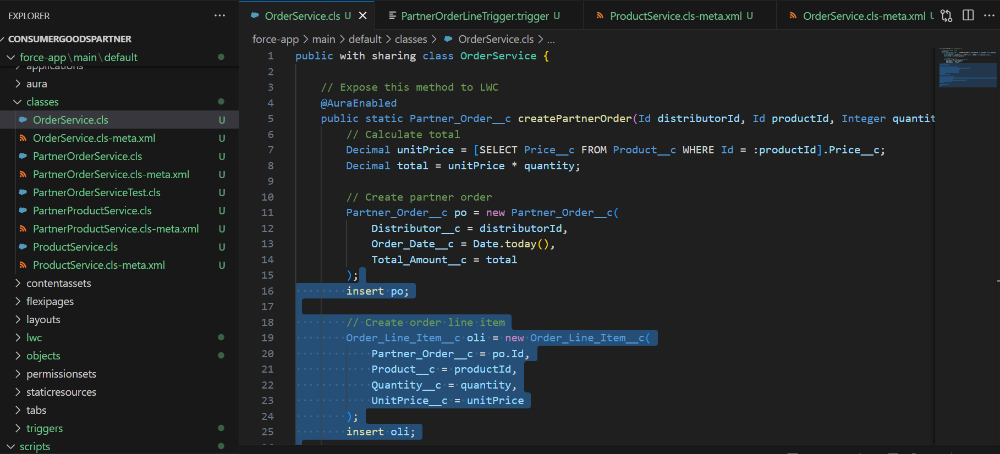 EXPLORER
CONSUMERGOODSPARTNER
force-app\main\default
applications
aura
classes
OrderService.cls U
OrderService.cls-meta.xml U
PartnerOrderService.cls U
PartnerOrderService.cls-meta.xml U
PartnerOrderServiceTest.cls U
PartnerProductService.cls U
PartnerProductService.cls-meta.xml U
ProductService.cls U
ProductService.cls-meta.xml U
contentassets
flexipages
layouts
lwc
objects
permissionsets
staticresources
tabs
triggers
scripts
OrderService.cls U
PartnerOrderLineTrigger.trigger U
ProductService.cls-meta.xml U
OrderService.cls-meta.xml U
force-app > main > default > classes > OrderService.cls > ...
1 public with sharing class OrderService {
2
3 // Expose this method to LWC
4 @AuraEnabled
5 public static Partner_Order__c createPartnerOrder(Id distributorId, Id productId, Integer quantit
6 // Calculate total
7 Decimal unitPrice = [SELECT Price__c FROM Product__c WHERE Id = :productId].Price__c;
8 Decimal total = unitPrice * quantity;
9
10 // Create partner order
11 Partner_Order__c po = new Partner_Order__c(
12 Distributor__c = distributorId,
13 Order_Date__c = Date.today(),
14 Total_Amount__c = total
15 );
16 insert po;
17
18 // Create order line item
19 Order_Line_Item__c oli = new Order_Line_Item__c(
20 Partner_Order__c = po.Id,
21 Product__c = productId,
22 Quantity__c = quantity,
23 UnitPrice__c = unitPrice
24 );
25 insert oli;